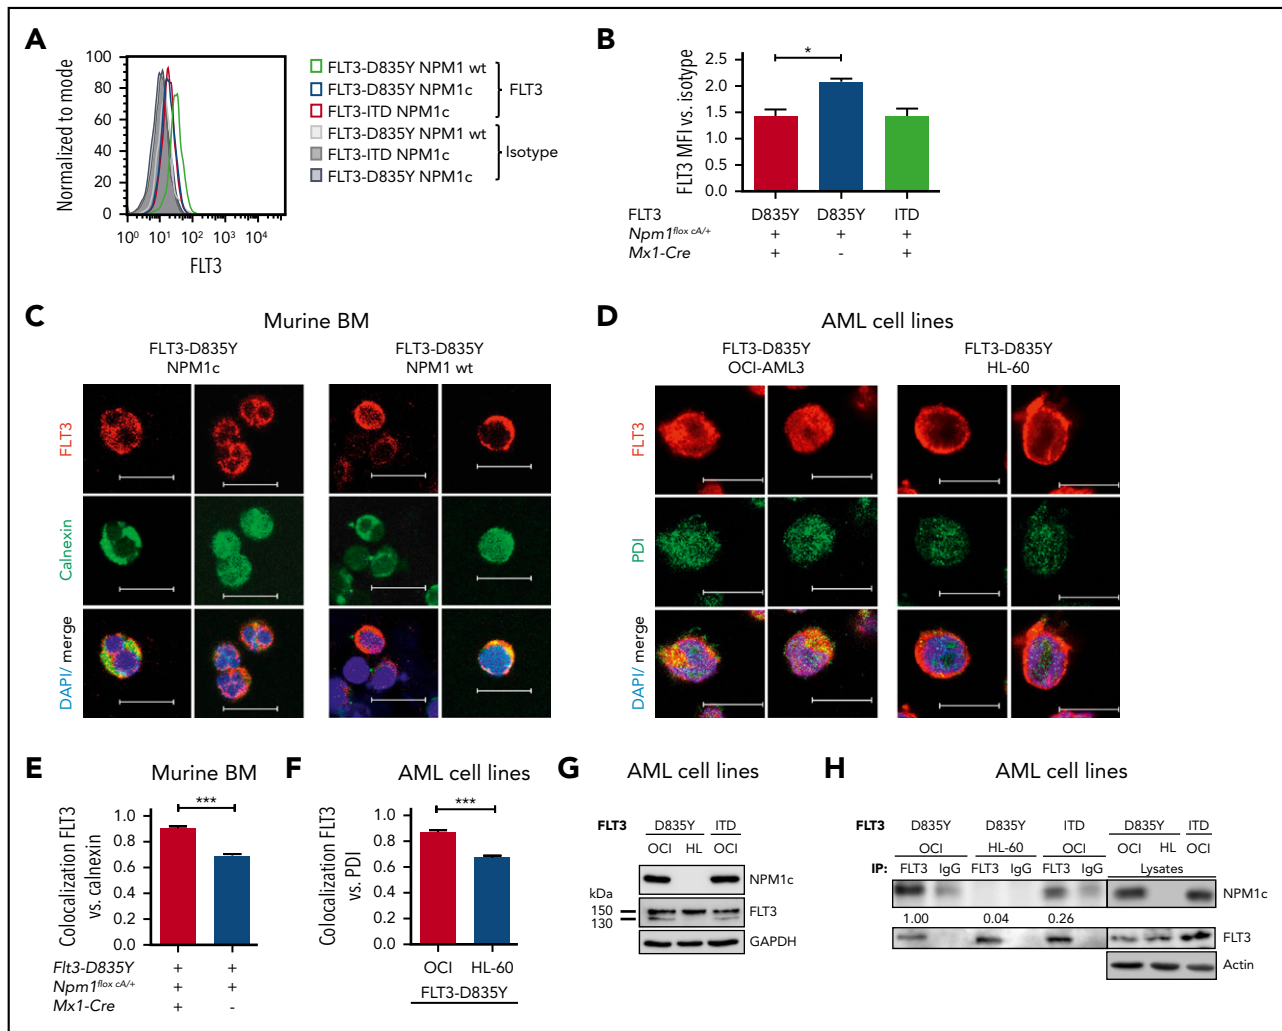 A
Normalized to mode
100
80
60
40
20
0
10⁰ 10¹ 10² 10³ 10⁴
FLT3
FLT3-D835Y NPM1 wt
FLT3-D835Y NPM1c
FLT3-ITD NPM1c
FLT3
FLT3-D835Y NPM1 wt
FLT3-ITD NPM1c
FLT3-D835Y NPM1c
Isotype
B
FLT3 MFI vs. isotype
2.5
2.0
1.5
1.0
0.5
0.0
*
FLT3 D835Y D835Y ITD
Npm1flox cA/+ + + +
Mx1-Cre + - +
C
Murine BM
FLT3-D835Y
NPM1c
FLT3-D835Y
NPM1 wt
FLT3
Calnexin
DAPI/ merge
D
AML cell lines
FLT3-D835Y
OCI-AML3
FLT3-D835Y
HL-60
FLT3
PDI
DAPI/ merge
E
Murine BM
Colocalization FLT3
vs. calnexin
1.0
0.8
0.6
0.4
0.2
0.0
***
Flt3-D835Y + +
Npm1flox cA/+ + +
Mx1-Cre + -
F
AML cell lines
Colocalization FLT3
vs. PDI
1.0
0.8
0.6
0.4
0.2
0.0
***
OCI HL-60
FLT3-D835Y
G
AML cell lines
FLT3 D835Y ITD
OCI HL OCI
NPM1c
kDa
150
130
FLT3
GAPDH
H
AML cell lines
FLT3 D835Y D835Y ITD D835Y ITD
OCI HL-60 OCI OCI HL OCI
IP: FLT3 IgG FLT3 IgG FLT3 IgG Lysates
NPM1c
1.00 0.04 0.26
FLT3
Actin